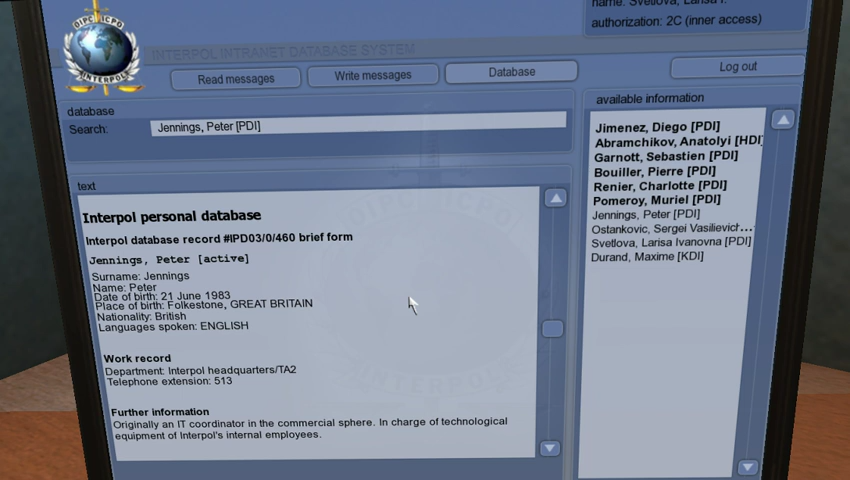 name: Svetlova, Larisa I.
authorization: 2C (inner access)
OIPC ICPO
INTERPOL
INTERPOL INTRANET DATABASE SYSTEM
Read messages
Write messages
Database
Log out
database
Search:
Jennings, Peter [PDI]
available information
Jimenez, Diego [PDI]
Abramchikov, Anatolyi [HDI]
Garnott, Sebastien [PDI]
Bouiller, Pierre [PDI]
Renier, Charlotte [PDI]
Pomeroy, Muriel [PDI]
Jennings, Peter [PDI]
Ostankovic, Sergei Vasilievich...
Svetlova, Larisa Ivanovna [PDI]
Durand, Maxime [KDI]
text
Interpol personal database
Interpol database record #IPD03/0/460 brief form
Jennings, Peter [active]
Surname: Jennings
Name: Peter
Date of birth: 21 June 1983
Place of birth: Folkestone, GREAT BRITAIN
Nationality: British
Languages spoken: ENGLISH
Work record
Department: Interpol headquarters/TA2
Telephone extension: 513
Further information
Originally an IT coordinator in the commercial sphere. In charge of technological
equipment of Interpol's internal employees.
OIPC ICPO
INTERPOL